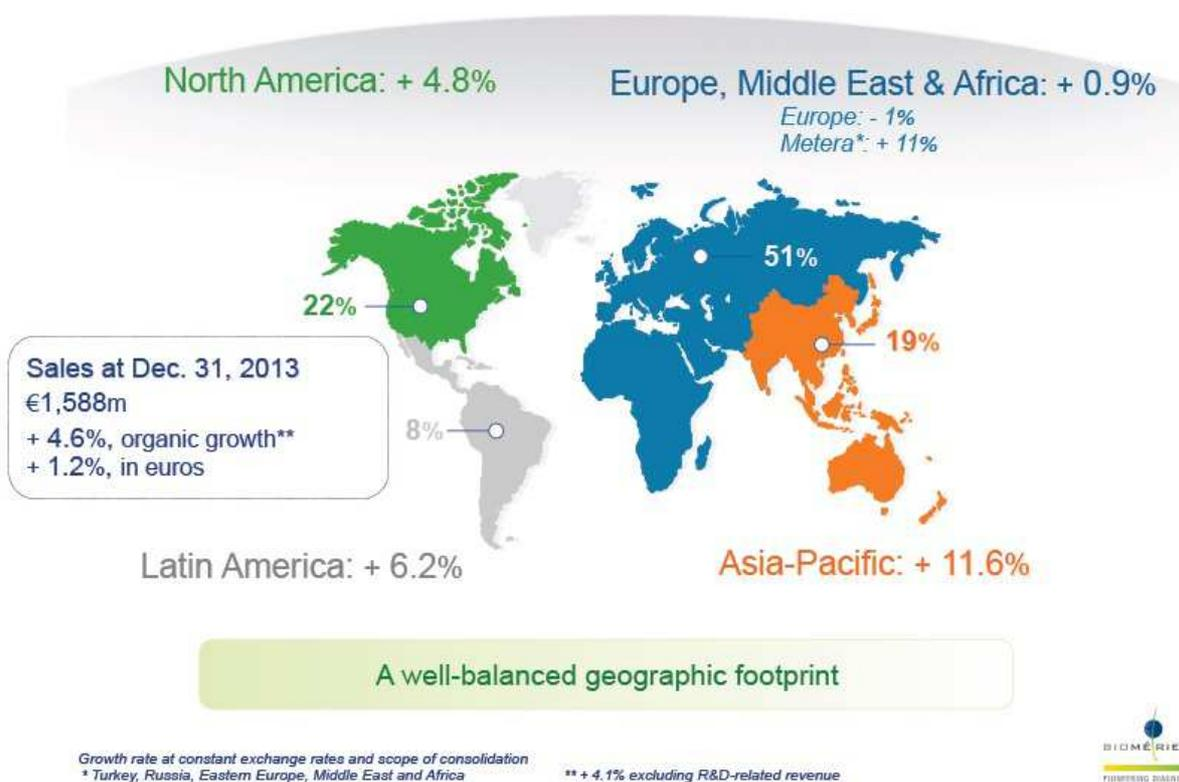 North America: + 4.8%
Europe, Middle East & Africa: + 0.9%
Europe: - 1%
Metera*: + 11%
51%
22%
19%
Sales at Dec. 31, 2013
€1,588m
+ 4.6%, organic growth**
+ 1.2%, in euros
8%
Latin America: + 6.2%
Asia-Pacific: + 11.6%
A well-balanced geographic footprint
Growth rate at constant exchange rates and scope of consolidation
* Turkey, Russia, Eastern Europe, Middle East and Africa
** + 4.1% excluding R&D-related revenue
BIOMÉRIE